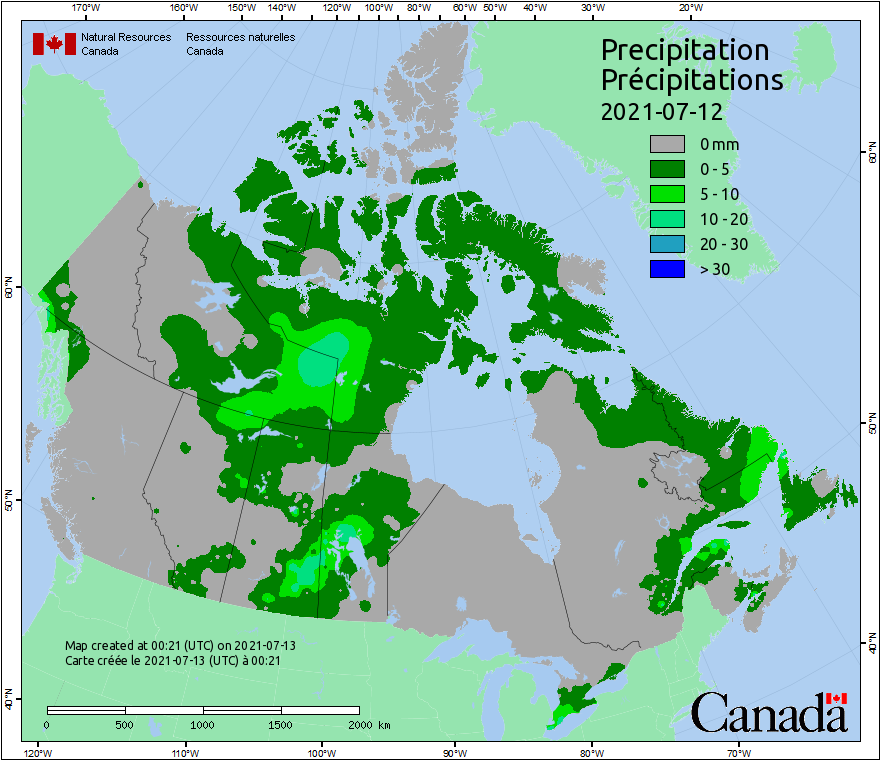 170°W 160°W 150°W 140°W 120°W 100°W 80°W 60°W 50°W 40°W 30°W 20°W
Natural Resources Ressources naturelles
Canada Canada
Precipitation
Précipitations
2021-07-12
0 mm
0 - 5
5 - 10
10 - 20
20 - 30
> 30
60°N
60°N
50°N
50°N
40°N
40°N
Map created at 00:21 (UTC) on 2021-07-13
Carte créée le 2021-07-13 (UTC) à 00:21
0 500 1000 1500 2000 km
Canada
120°W 110°W 100°W 90°W 80°W 70°W